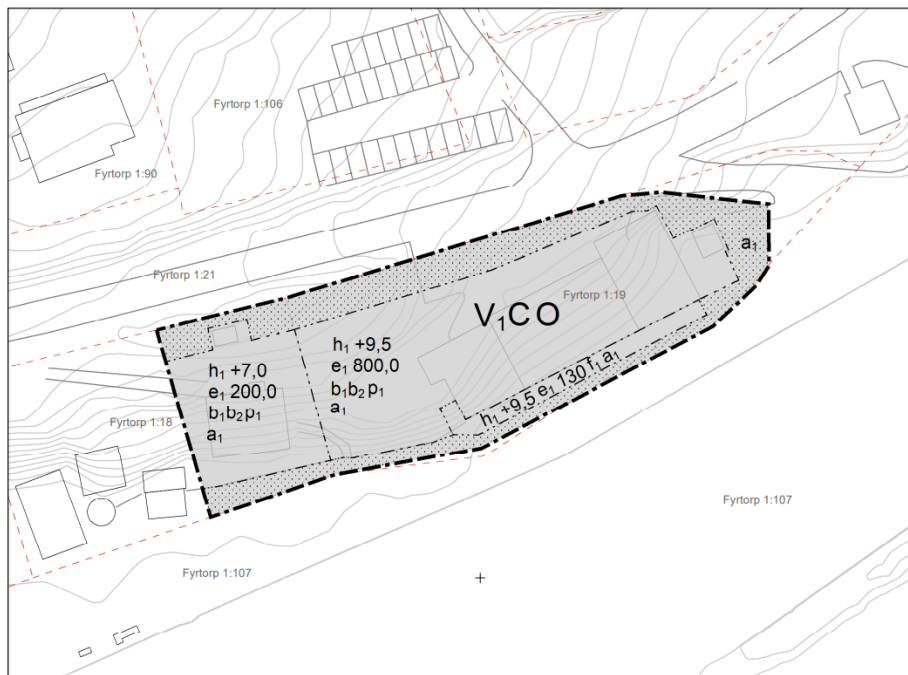 Fyrtorp 1:106
Fyrtorp 1:90
Fyrtorp 1:21
a₁
Fyrtorp 1:19
V₁CO
h₁ +9,5
e₁ 800,0
b₁b₂p₁
a₁
h₁ +7,0
e₁ 200,0
b₁b₂p₁
a₁
h₁ +9,5 e₁ 130 f₁ a₁
Fyrtorp 1:18
Fyrtorp 1:107
Fyrtorp 1:107